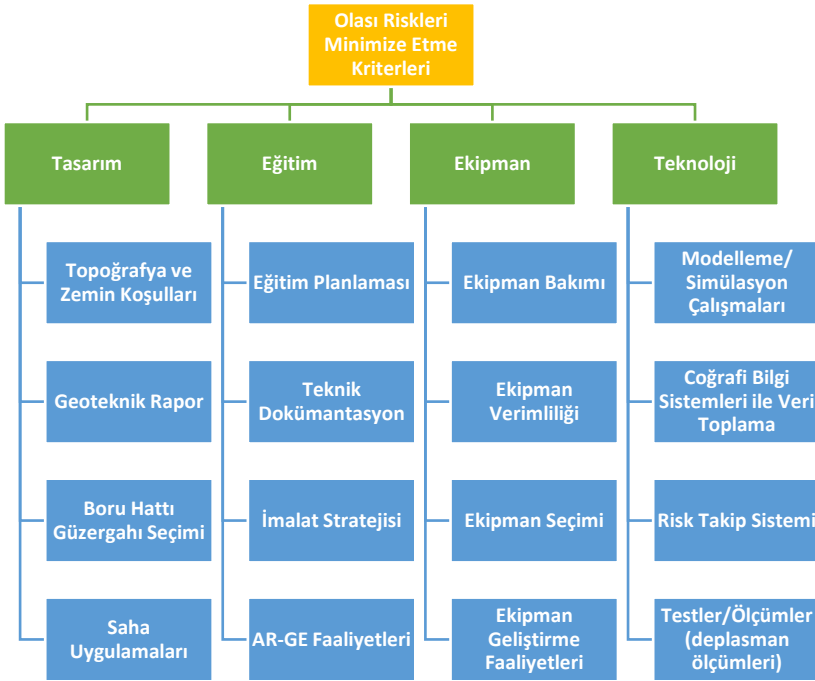 Olası Riskleri
Minimize Etme
Kriterleri
Tasarım
Eğitim
Ekipman
Teknoloji
Topoğrafya ve
Zemin Koşulları
Eğitim Planlaması
Ekipman Bakımı
Modelleme/
Simülasyon
Çalışmaları
Geoteknik Rapor
Teknik
Dokümantasyon
Ekipman
Verimliliği
Coğrafi Bilgi
Sistemleri ile Veri
Toplama
Boru Hattı
Güzergahı Seçimi
İmalat Stratejisi
Ekipman Seçimi
Risk Takip Sistemi
Saha
Uygulamaları
AR-GE Faaliyetleri
Ekipman
Geliştirme
Faaliyetleri
Testler/Ölçümler
(deplasman
ölçümleri)